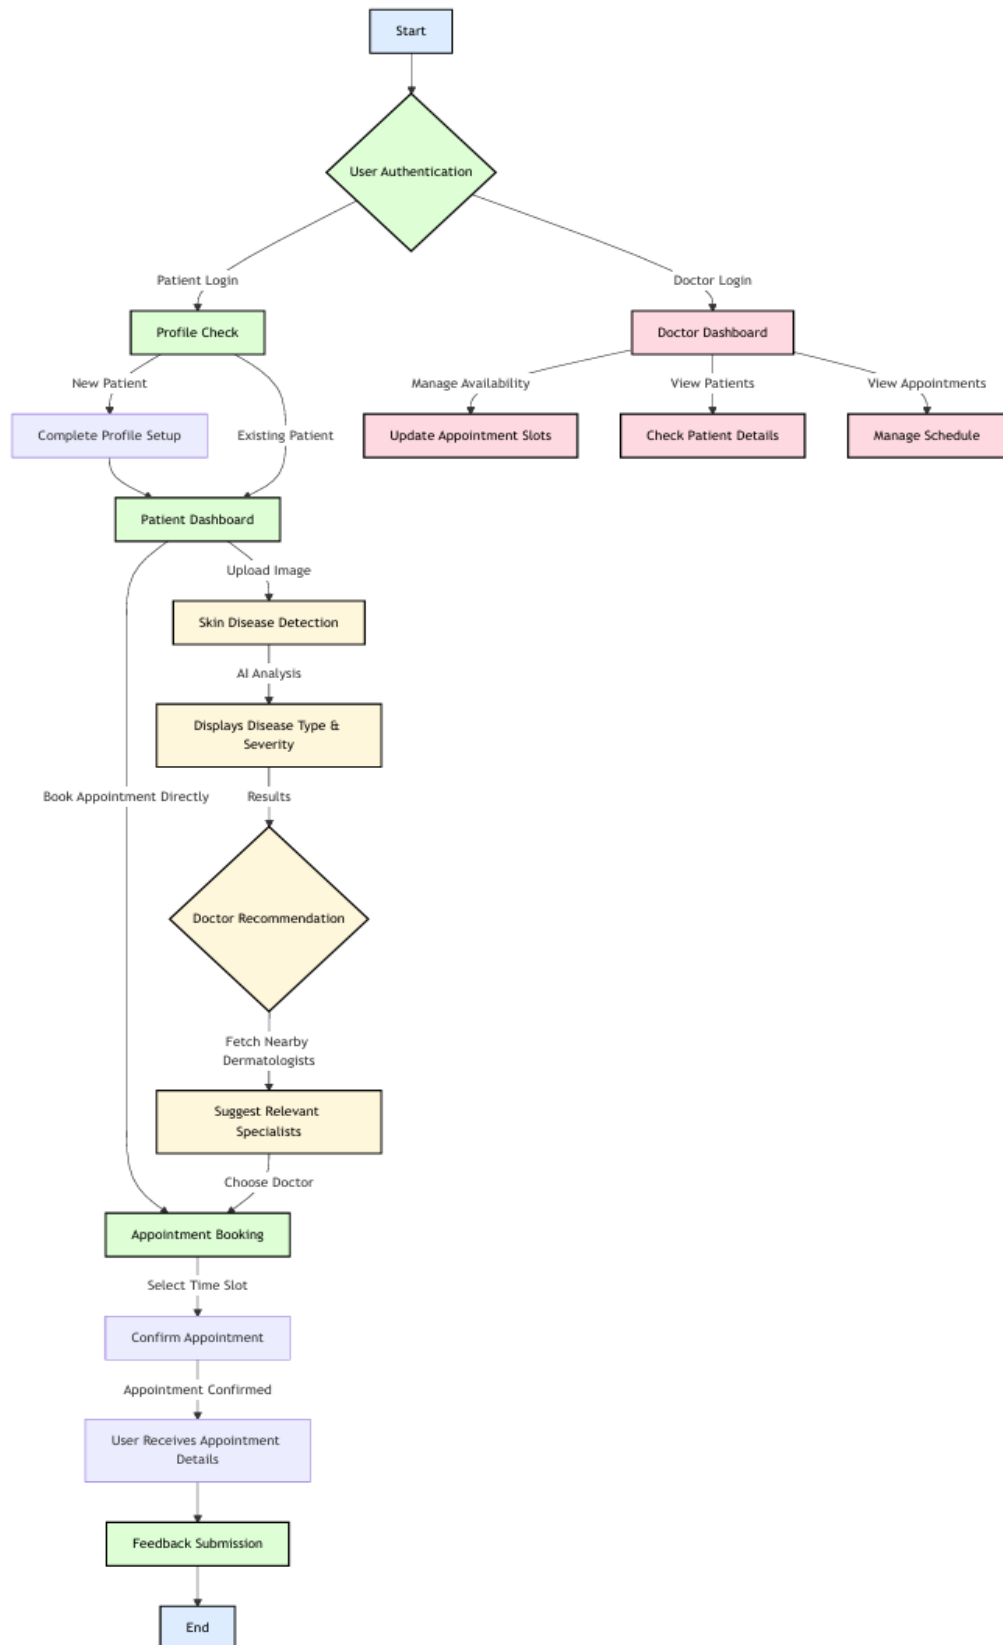 Start
User Authentication
Patient Login
Doctor Login
Profile Check
Doctor Dashboard
New Patient
Manage Availability
View Patients
View Appointments
Complete Profile Setup
Existing Patient
Update Appointment Slots
Check Patient Details
Manage Schedule
Patient Dashboard
Upload Image
Skin Disease Detection
AI Analysis
Displays Disease Type &
Severity
Book Appointment Directly
Results
Doctor Recommendation
Fetch Nearby
Dermatologists
Suggest Relevant
Specialists
Choose Doctor
Appointment Booking
Select Time Slot
Confirm Appointment
Appointment Confirmed
User Receives Appointment
Details
Feedback Submission
End